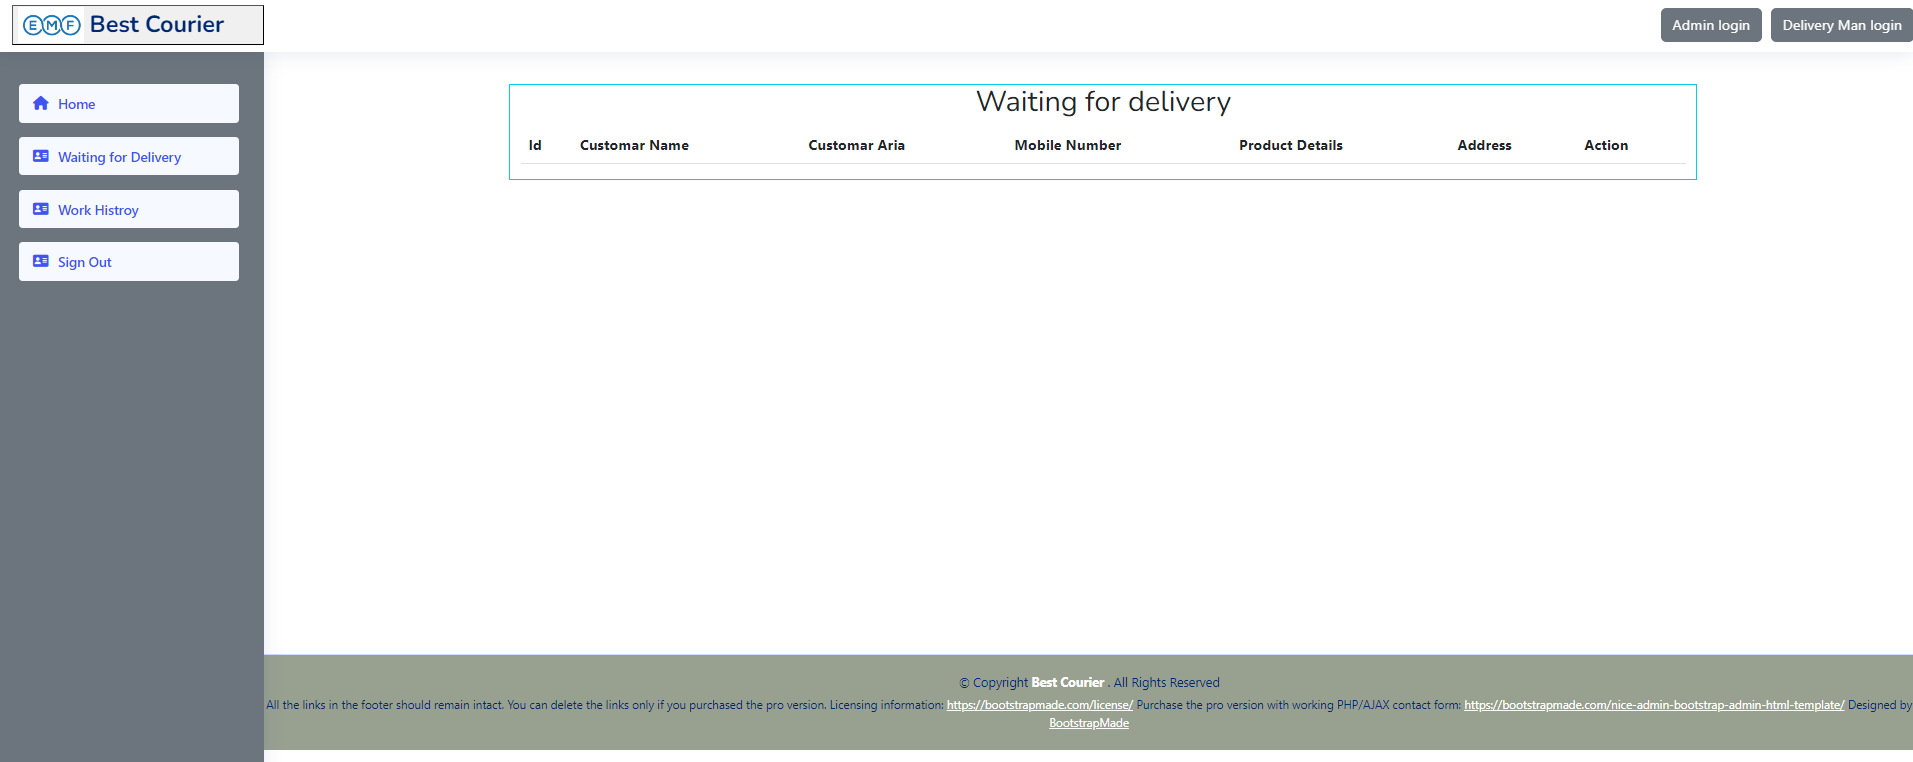 EMF Best Courier
Admin login
Delivery Man login
Home
Waiting for Delivery
Work Histroy
Sign Out
Waiting for delivery
Id Customar Name Customar Aria Mobile Number Product Details Address Action
© Copyright Best Courier . All Rights Reserved
All the links in the footer should remain intact. You can delete the links only if you purchased the pro version. Licensing information: https://bootstrapmade.com/license/ Purchase the pro version with working PHP/AJAX contact form: https://bootstrapmade.com/nice-admin-bootstrap-admin-html-template/ Designed by
BootstrapMade